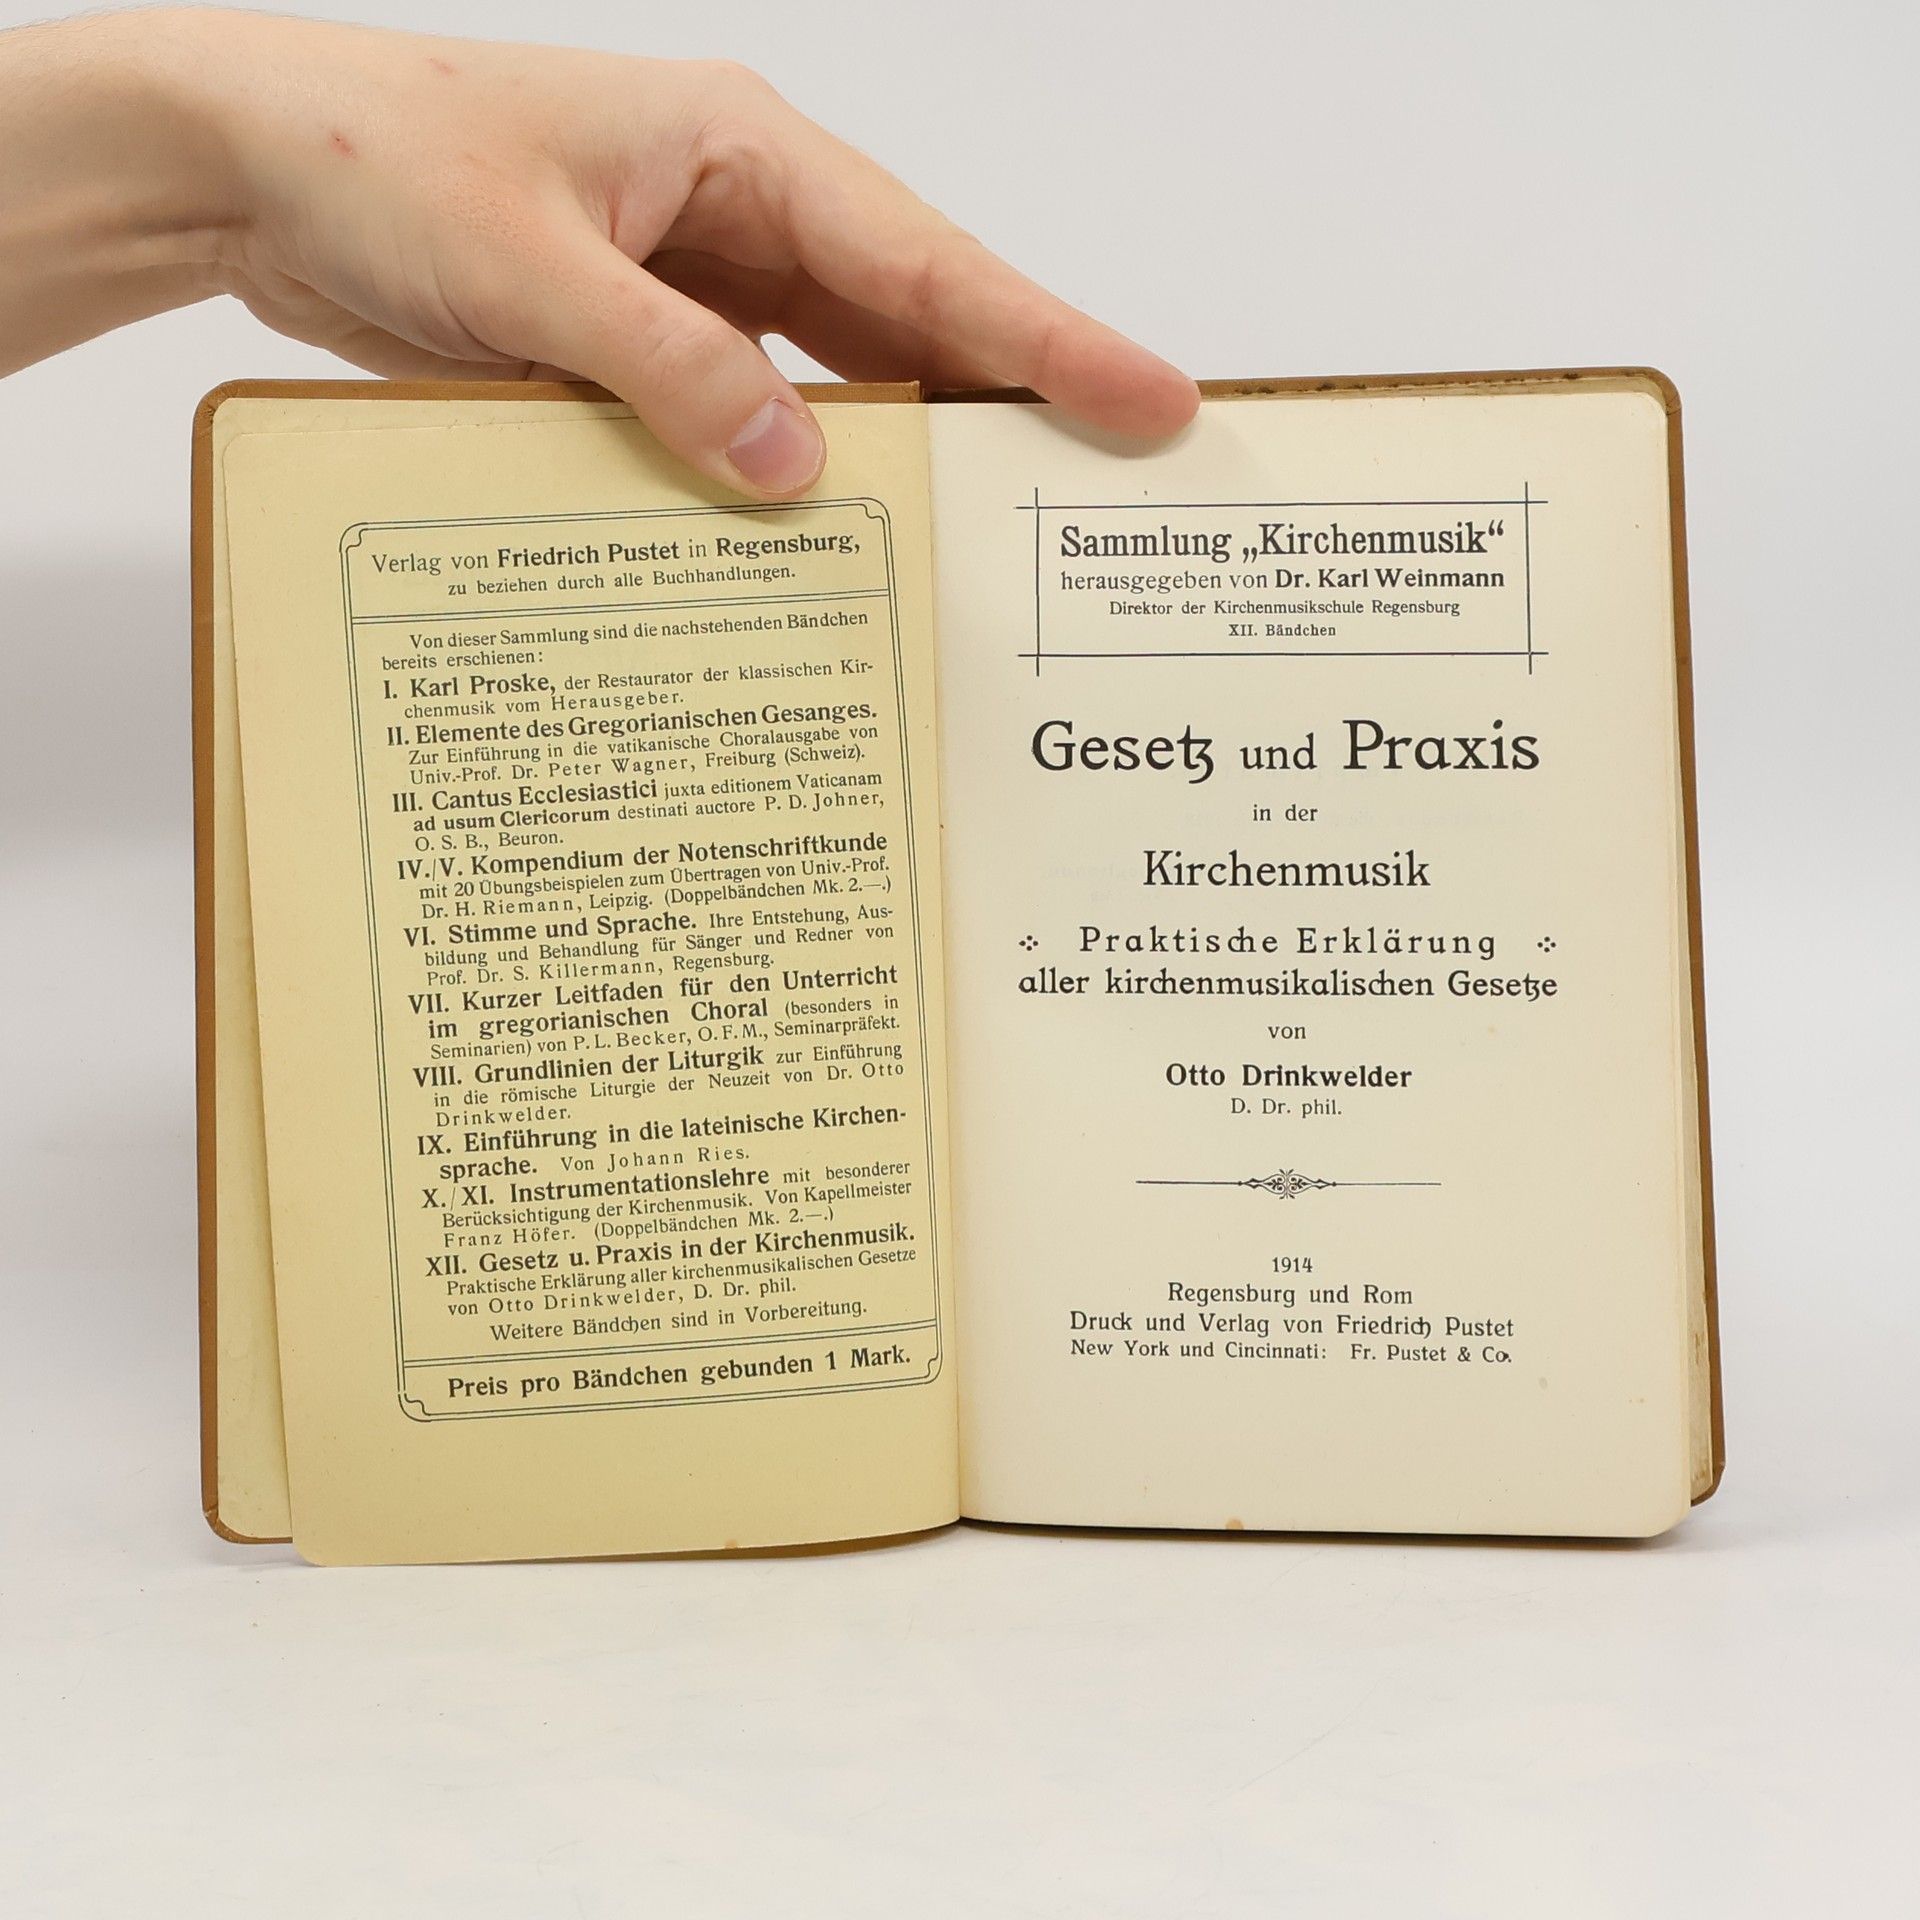 Verlag von Friedrich Pustet in Regensburg,
zu beziehen durch alle Buchhandlungen.
Von dieser Sammlung sind die nachstehenden Bändchen
bereits erschienen:
I. Karl Proske, der Restaurator der klassischen Kir-
chenmusik vom Herausgeber.
II. Elemente des Gregorianischen Gesanges.
Zur Einführung in die vatikanische Choralausgabe von
Univ.-Prof. Dr. Peter Wagner, Freiburg (Schweiz).
III. Cantus Ecclesiastici juxta editionem Vaticanam
ad usum Clericorum destinati auctore P. D. Johner,
O. S. B., Beuron.
IV./V. Kompendium der Notenschriftkunde
mit 20 Übungsbeispielen zum Übertragen von Univ.-Prof.
Dr. H. Riemann, Leipzig. (Doppelbändchen Mk. 2.—.)
VI. Stimme und Sprache. Ihre Entstehung, Aus-
bildung und Behandlung für Sänger und Redner von
Prof. Dr. S. Killermann, Regensburg.
VII. Kurzer Leitfaden für den Unterricht
im gregorianischen Choral (besonders in
Seminarien) von P. L. Becker, O. F. M., Seminarpräfekt.
VIII. Grundlinien der Liturgik zur Einführung
in die römische Liturgie der Neuzeit von Dr. Otto
Drinkwelder.
IX. Einführung in die lateinische Kirchen-
sprache. Von Johann Ries.
X./XI. Instrumentationslehre mit besonderer
Berücksichtigung der Kirchenmusik. Von Kapellmeister
Franz Höfer. (Doppelbändchen Mk. 2.—.)
XII. Gesetz u. Praxis in der Kirchenmusik.
Praktische Erklärung aller kirchenmusikalischen Gesetze
von Otto Drinkwelder, D. Dr. phil.
Weitere Bändchen sind in Vorbereitung.
Preis pro Bändchen gebunden 1 Mark.
Sammlung „Kirchenmusik“
herausgegeben von Dr. Karl Weinmann
Direktor der Kirchenmusikschule Regensburg
XII. Bändchen
Gesetz und Praxis
in der
Kirchenmusik
Praktische Erklärung
aller kirchenmusikalischen Gesetze
von
Otto Drinkwelder
D. Dr. phil.
1914
Regensburg und Rom
Druck und Verlag von Friedrich Pustet
New York und Cincinnati: Fr. Pustet & Co.